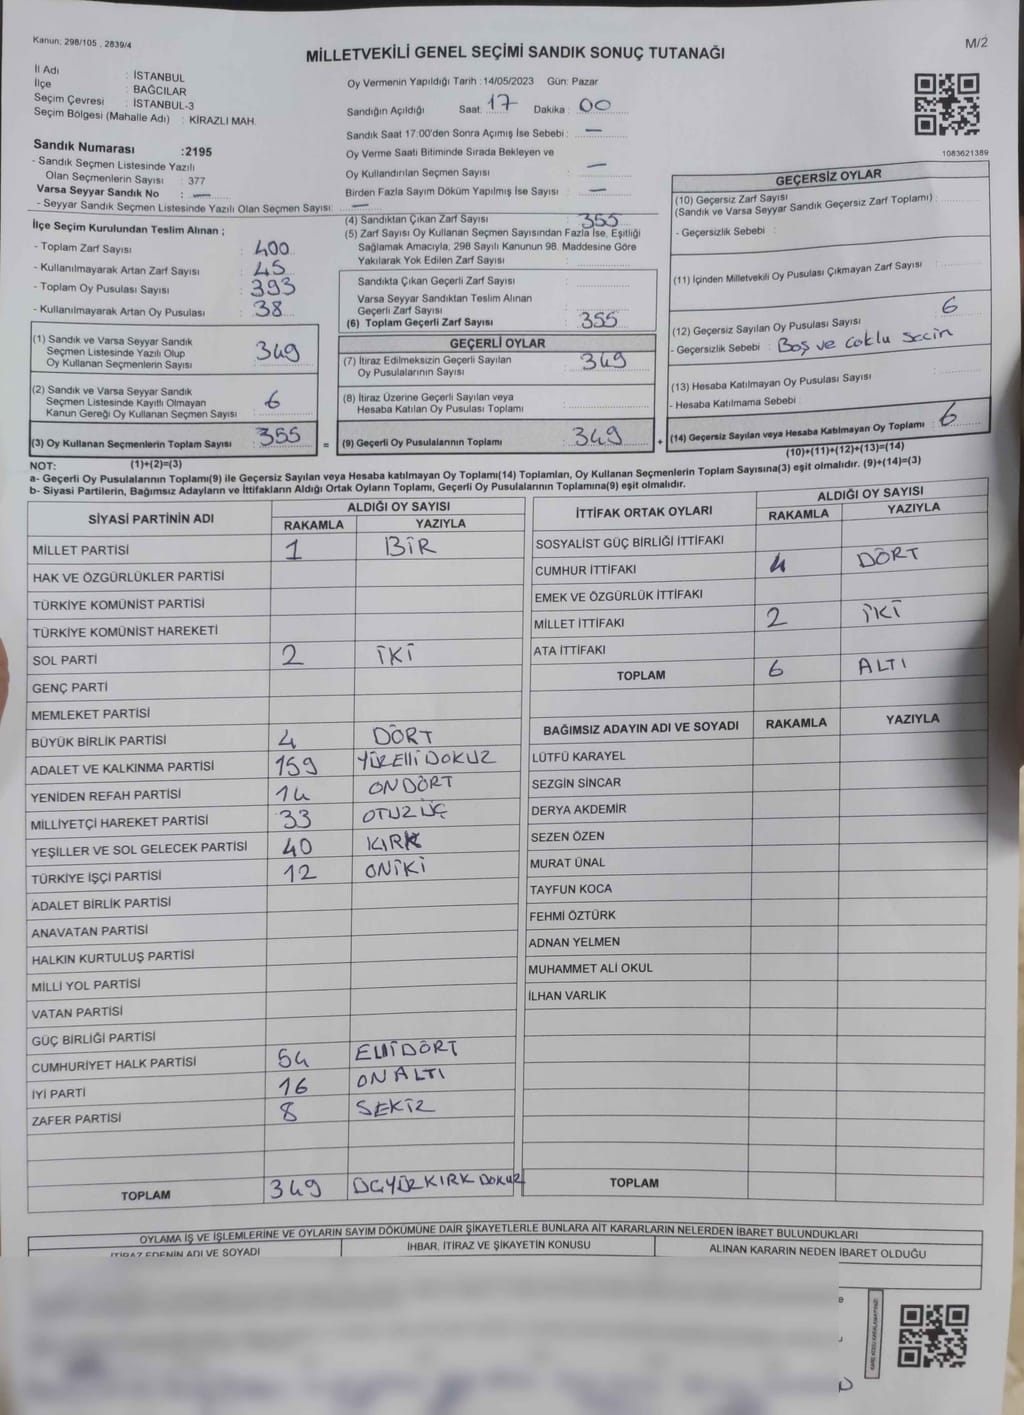 Kanun: 298/105 , 2839/4
M/2
MİLLETVEKİLİ GENEL SEÇİMİ SANDIK SONUÇ TUTANAĞI
İl Adı : İSTANBUL
İlçe : BAĞCILAR
Seçim Çevresi : İSTANBUL-3
Seçim Bölgesi (Mahalle Adı) : KİRAZLI MAH.
Sandık Numarası :2195
- Sandık Seçmen Listesinde Yazılı
Olan Seçmenlerin Sayısı : 377
Varsa Seyyar Sandık No : —
- Seyyar Sandık Seçmen Listesinde Yazılı Olan Seçmen Sayısı: —
Oy Vermenin Yapıldığı Tarih : 14/05/2023 Gün: Pazar
Sandığın Açıldığı Saat: 17 Dakika : 00
Sandık Saat 17:00'den Sonra Açımış İse Sebebi : —
Oy Verme Saati Bitiminde Sırada Bekleyen ve
Oy Kullandırılan Seçmen Sayısı : —
Birden Fazla Sayım Döküm Yapılmış İse Sayısı : —
1083621389
İlçe Seçim Kurulundan Teslim Alınan ;
- Toplam Zarf Sayısı : 400
- Kullanılmayarak Artan Zarf Sayısı : 45
- Toplam Oy Pusulası Sayısı : 393
- Kullanılmayarak Artan Oy Pusulası : 38
(1) Sandık ve Varsa Seyyar Sandık
Seçmen Listesinde Yazılı Olup
Oy Kullanan Seçmenlerin Sayısı : 349
(2) Sandık ve Varsa Seyyar Sandık
Seçmen Listesinde Kayıtlı Olmayan
Kanun Gereği Oy Kullanan Seçmen Sayısı : 6
(3) Oy Kullanan Seçmenlerin Toplam Sayısı : 355 =
(4) Sandıktan Çıkan Zarf Sayısı : 355
(5) Zarf Sayısı Oy Kullanan Seçmen Sayısından Fazla İse, Eşitliği
Sağlamak Amacıyla; 298 Sayılı Kanunun 98. Maddesine Göre
Yakılarak Yok Edilen Zarf Sayısı :
Sandıkta Çıkan Geçerli Zarf Sayısı :
Varsa Seyyar Sandıktan Teslim Alınan
Geçerli Zarf Sayısı :
(6) Toplam Geçerli Zarf Sayısı : 355
GEÇERLİ OYLAR
(7) İtiraz Edilmeksizin Geçerli Sayılan
Oy Pusulalarının Sayısı : 349
(8) İtiraz Üzerine Geçerli Sayılan veya
Hesaba Katılan Oy Pusulası Toplamı :
(9) Geçerli Oy Pusulalarının Toplamı : 349 +
GEÇERSİZ OYLAR
(10) Geçersiz Zarf Sayısı
(Sandık ve Varsa Seyyar Sandık Geçersiz Zarf Toplamı) :
- Geçersizlik Sebebi :
(11) İçinden Milletvekili Oy Pusulası Çıkmayan Zarf Sayısı :
(12) Geçersiz Sayılan Oy Pusulası Sayısı : 6
- Geçersizlik Sebebi : Boş ve çoklu secin
(13) Hesaba Katılmayan Oy Pusulası Sayısı :
- Hesaba Katılmama Sebebi :
(14) Geçersiz Sayılan veya Hesaba Katılmayan Oy Toplamı : 6
(10)+(11)+(12)+(13)=(14)
NOT: (1)+(2)=(3)
a- Geçerli Oy Pusulalarının Toplamı(9) ile Geçersiz Sayılan veya Hesaba katılmayan Oy Toplamı(14) Toplamları, Oy Kullanan Seçmenlerin Toplam Sayısına(3) eşit olmalıdır. (9)+(14)=(3)
b- Siyasi Partilerin, Bağımsız Adayların ve İttifakların Aldığı Ortak Oyların Toplamı, Geçerli Oy Pusulalarının Toplamına(9) eşit olmalıdır.
SİYASİ PARTİNİN ADI ALDIĞI OY SAYISI
RAKAMLA YAZIYLA
MİLLET PARTİSİ 1 BİR
HAK VE ÖZGÜRLÜKLER PARTİSİ
TÜRKİYE KOMÜNİST PARTİSİ
TÜRKİYE KOMÜNİST HAREKETİ
SOL PARTİ 2 İKİ
GENÇ PARTİ
MEMLEKET PARTİSİ
BÜYÜK BİRLİK PARTİSİ 4 DÖRT
ADALET VE KALKINMA PARTİSİ 159 YÜZElliDOKUZ
YENİDEN REFAH PARTİSİ 14 ONDÖRT
MİLLİYETÇİ HAREKET PARTİSİ 33 OTUZÜÇ
YEŞİLLER VE SOL GELECEK PARTİSİ 40 KIRK
TÜRKİYE İŞÇİ PARTİSİ 12 ONİKİ
ADALET BİRLİK PARTİSİ
ANAVATAN PARTİSİ
HALKIN KURTULUŞ PARTİSİ
MİLLİ YOL PARTİSİ
VATAN PARTİSİ
GÜÇ BİRLİĞİ PARTİSİ
CUMHURİYET HALK PARTİSİ 54 ElliDÖRT
İYİ PARTİ 16 ONALTI
ZAFER PARTİSİ 8 SEKİZ
TOPLAM 349 ÜÇYÜZKIRK DOKUZ
İTTİFAK ORTAK OYLARI ALDIĞI OY SAYISI
RAKAMLA YAZIYLA
SOSYALİST GÜÇ BİRLİĞİ İTTİFAKI
CUMHUR İTTİFAKI 4 DÖRT
EMEK VE ÖZGÜRLÜK İTTİFAKI
MİLLET İTTİFAKI 2 İKİ
ATA İTTİFAKI
TOPLAM 6 ALTI
BAĞIMSIZ ADAYIN ADI VE SOYADI RAKAMLA YAZIYLA
LÜTFÜ KARAYEL
SEZGİN SİNCAR
DERYA AKDEMİR
SEZEN ÖZEN
MURAT ÜNAL
TAYFUN KOCA
FEHMİ ÖZTÜRK
ADNAN YELMEN
MUHAMMET ALİ OKUL
İLHAN VARLIK
TOPLAM
OYLAMA İŞ VE İŞLEMLERİNE VE OYLARIN SAYIM DÖKÜMÜNE DAİR ŞİKAYETLERLE BUNLARA AİT KARARLARIN NELERDEN İBARET BULUNDUKLARI
İTİRAZ EDENİN ADI VE SOYADI İHBAR, İTİRAZ VE ŞİKAYETİN KONUSU ALINAN KARARIN NEDEN İBARET OLDUĞU